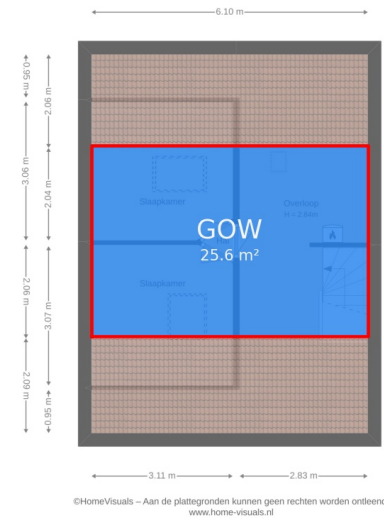 6.10 m
0.95 m
2.06 m
3.06 m
2.04 m
Slaapkamer
Overloop
GOW
25.6 m²
2.06 m
Slaapkamer
3.07 m
2.09 m
0.95 m
3.11 m
2.83 m
©HomeVisuals – Aan de plattegronden kunnen geen rechten worden ontleend
www.home-visuals.nl